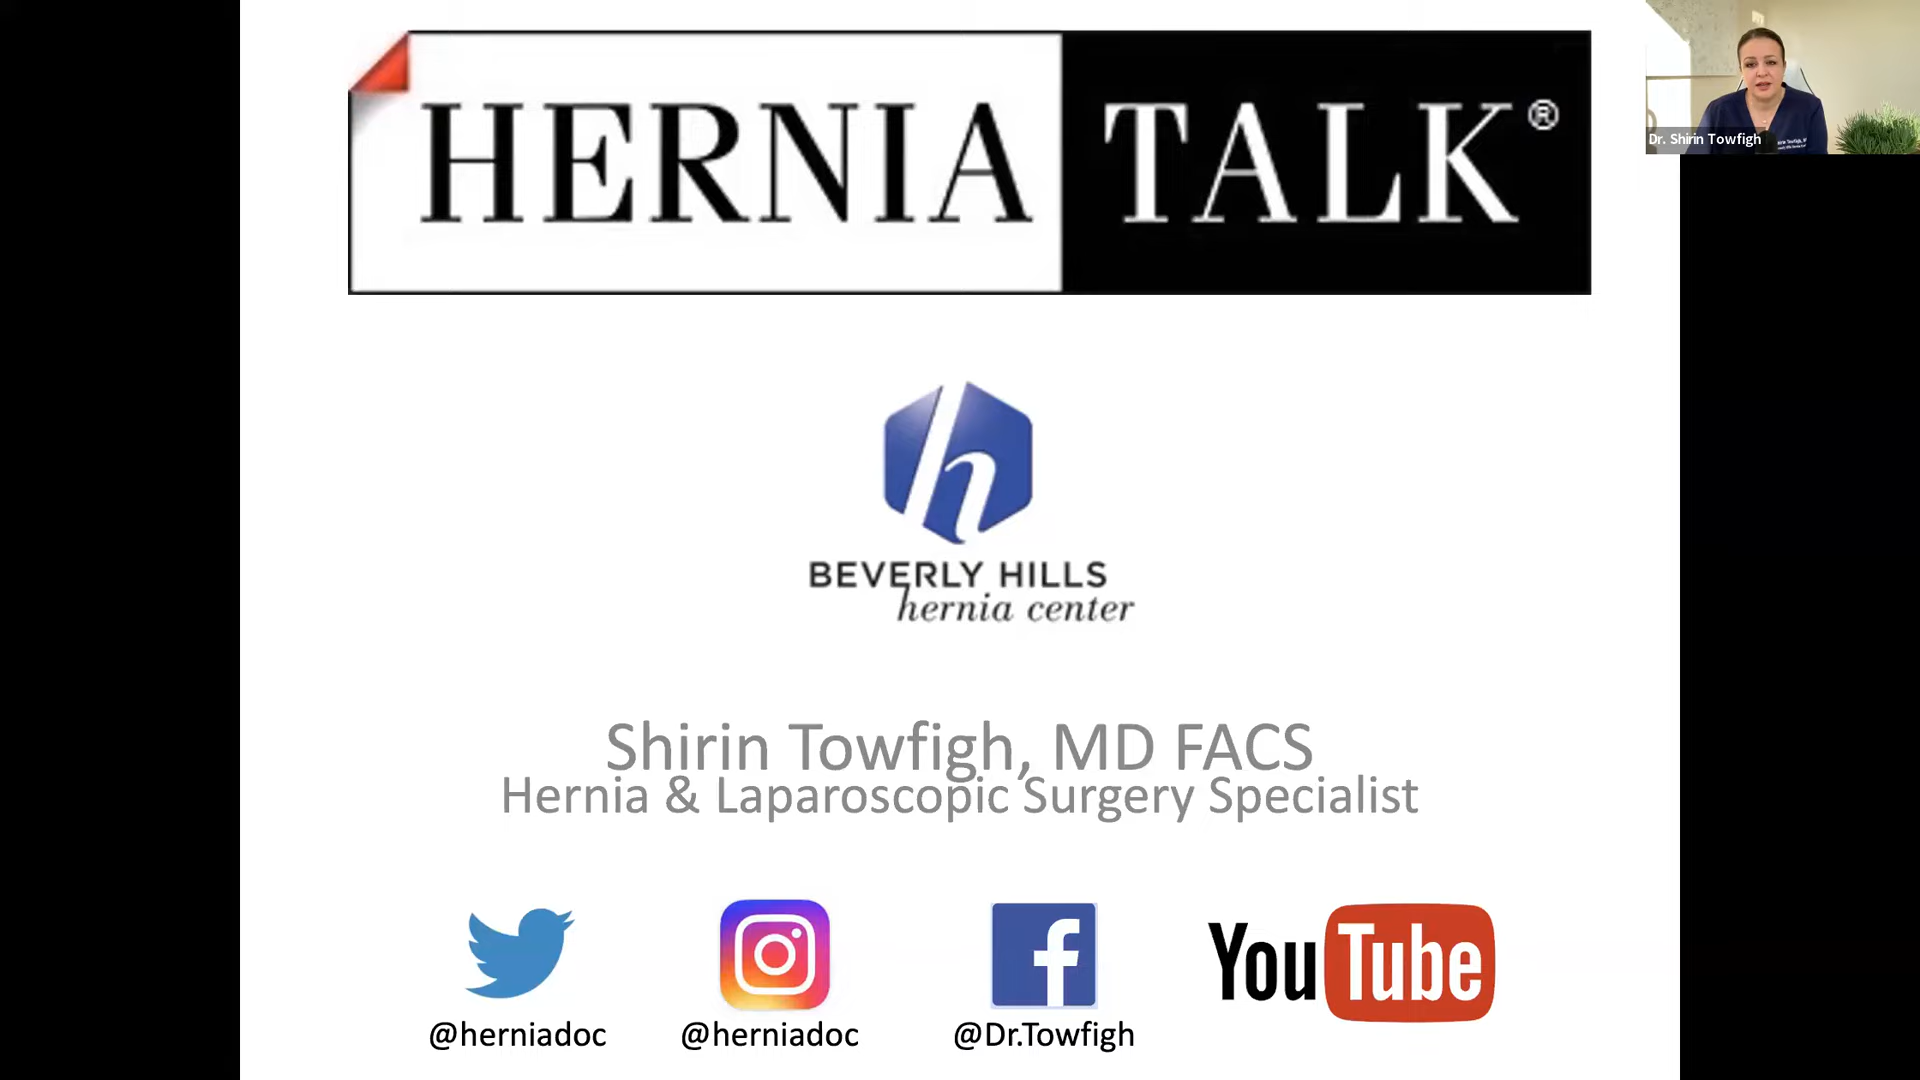 HERNIA TALK®
Dr. Shirin Towfigh
h
BEVERLY HILLS
hernia center
Shirin Towfigh, MD FACS
Hernia & Laparoscopic Surgery Specialist
YouTube
@herniadoc @herniadoc @Dr.Towfigh